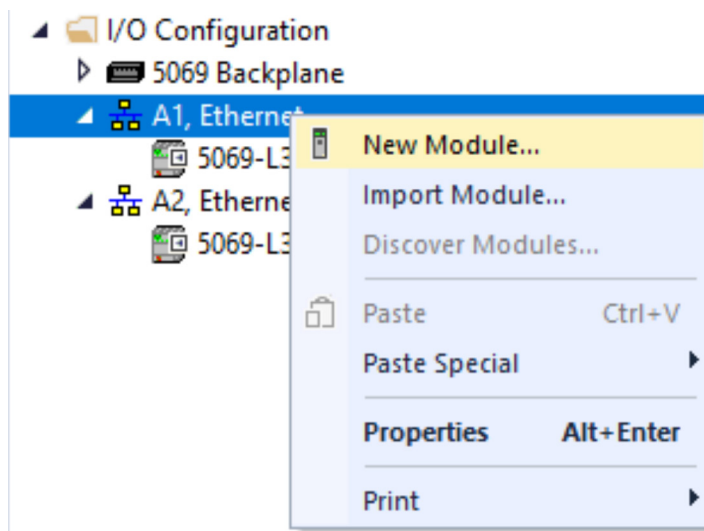 I/O Configuration
5069 Backplane
A1, Ethernet
5069-L3
A2, Etherne
5069-L3
New Module...
Import Module...
Discover Modules...
Paste Ctrl+V
Paste Special
Properties Alt+Enter
Print